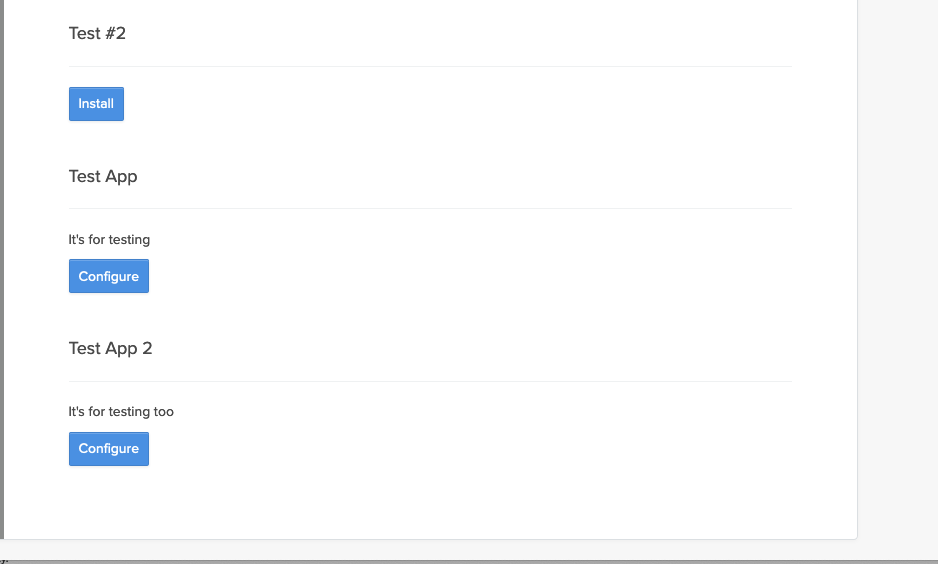 Test #2
Install
Test App
It's for testing
Configure
Test App 2
It's for testing too
Configure